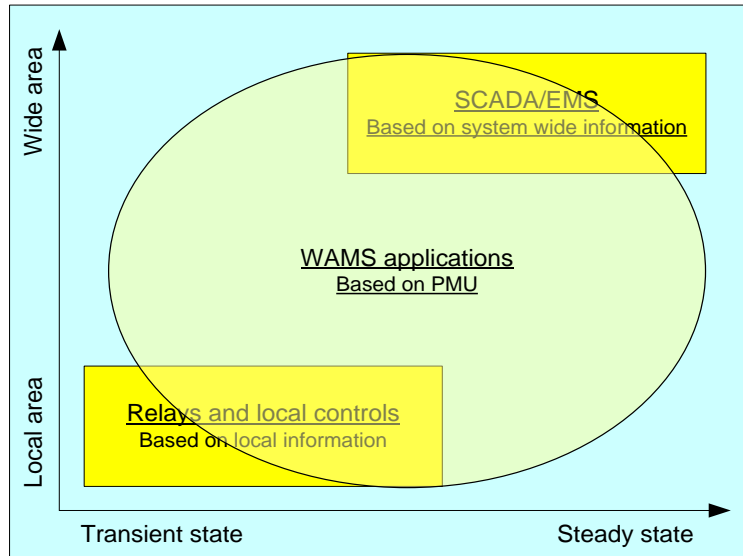 Wide area
SCADA/EMS
Based on system wide information
WAMS applications
Based on PMU
Local area
Relays and local controls
Based on local information
Transient state
Steady state